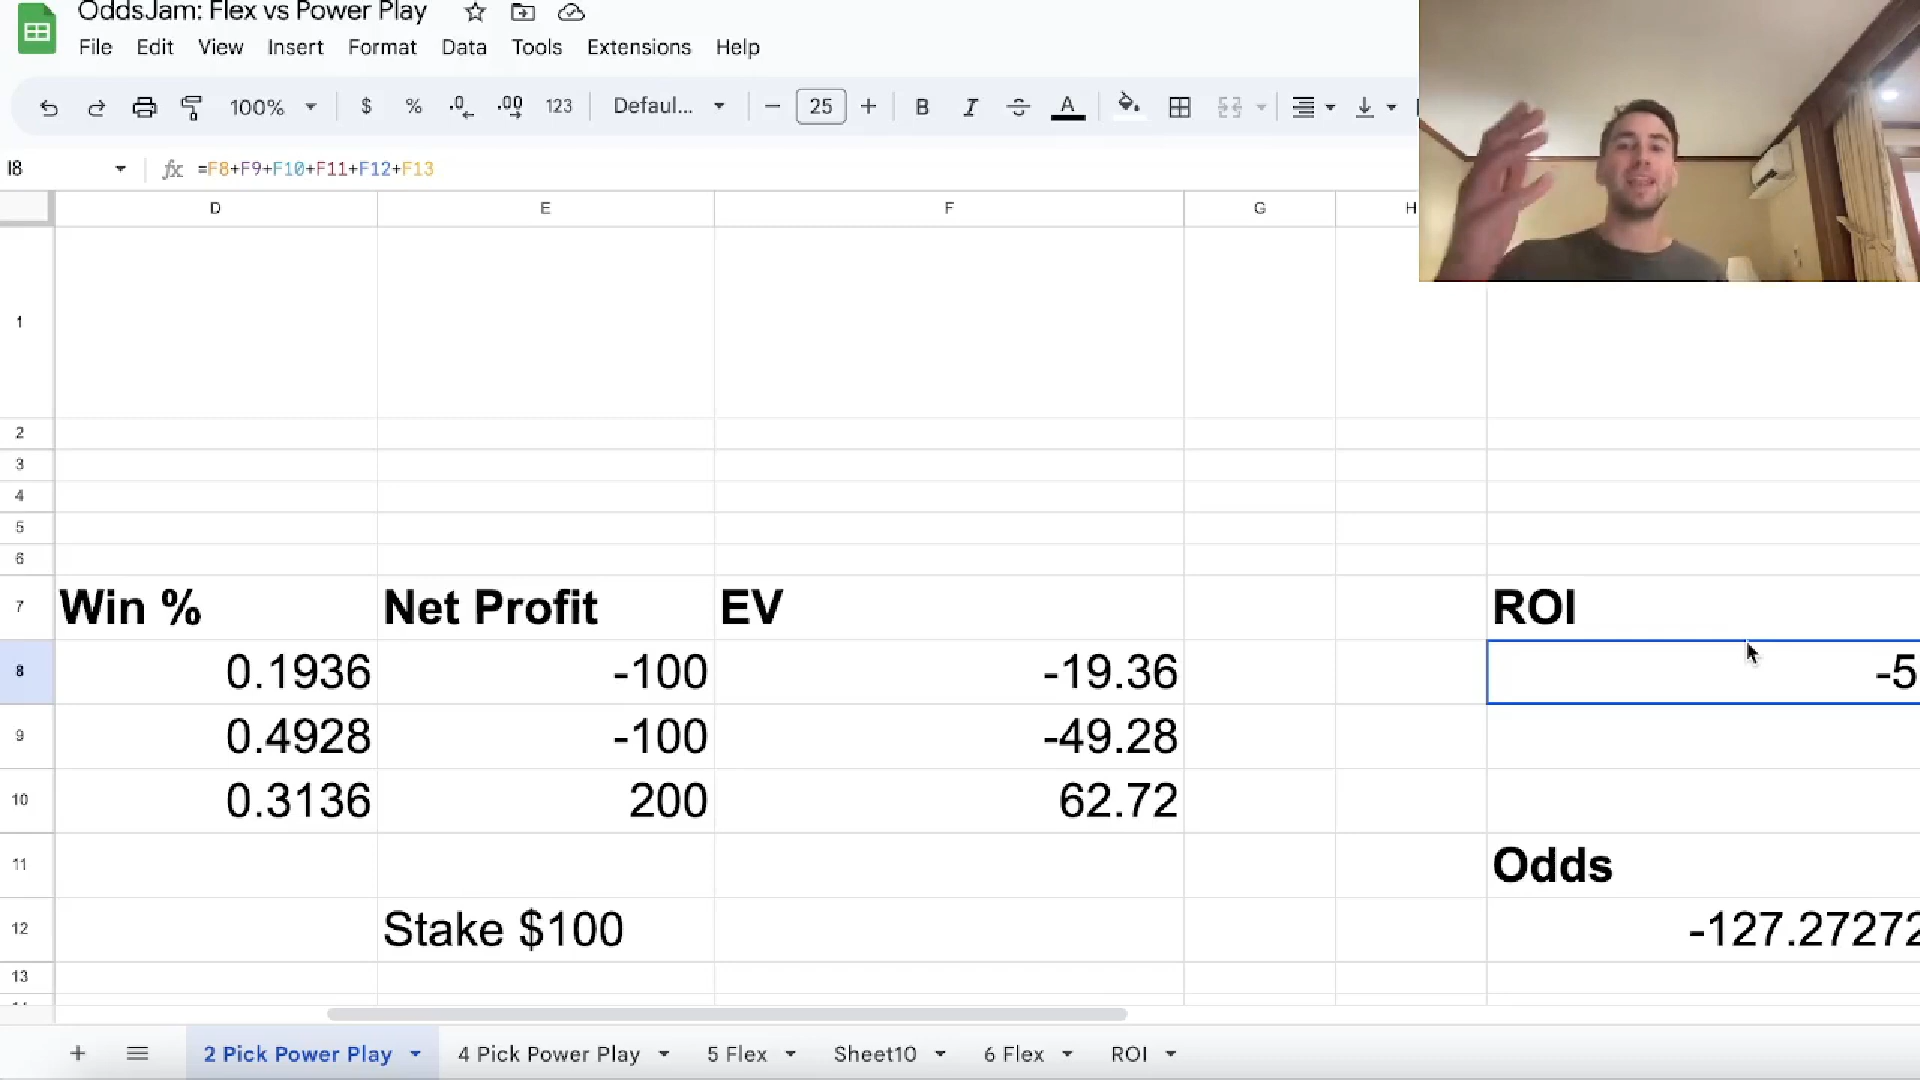 OddsJam: Flex vs Power Play
File Edit View Insert Format Data Tools Extensions Help
100% $ % .0 .00 123 Defaul... 25 B I A
I8 fx =F8+F9+F10+F11+F12+F13
D E F G H
1
2
3
4
5
6
7 Win % Net Profit EV ROI
8 0.1936 -100 -19.36 -5
9 0.4928 -100 -49.28
10 0.3136 200 62.72
11 Odds
12 Stake $100 -127.27272
13
2 Pick Power Play 4 Pick Power Play 5 Flex Sheet10 6 Flex ROI